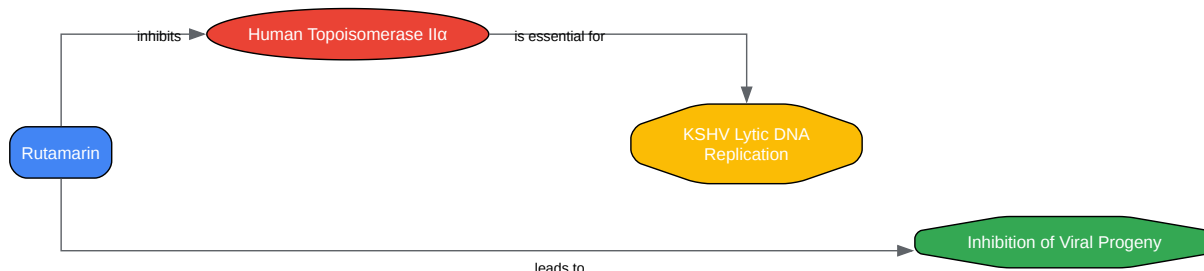 inhibits
Human Topoisomerase IIα
is essential for
KSHV Lytic DNA
Replication
Rutamarin
Inhibition of Viral Progeny
leads to